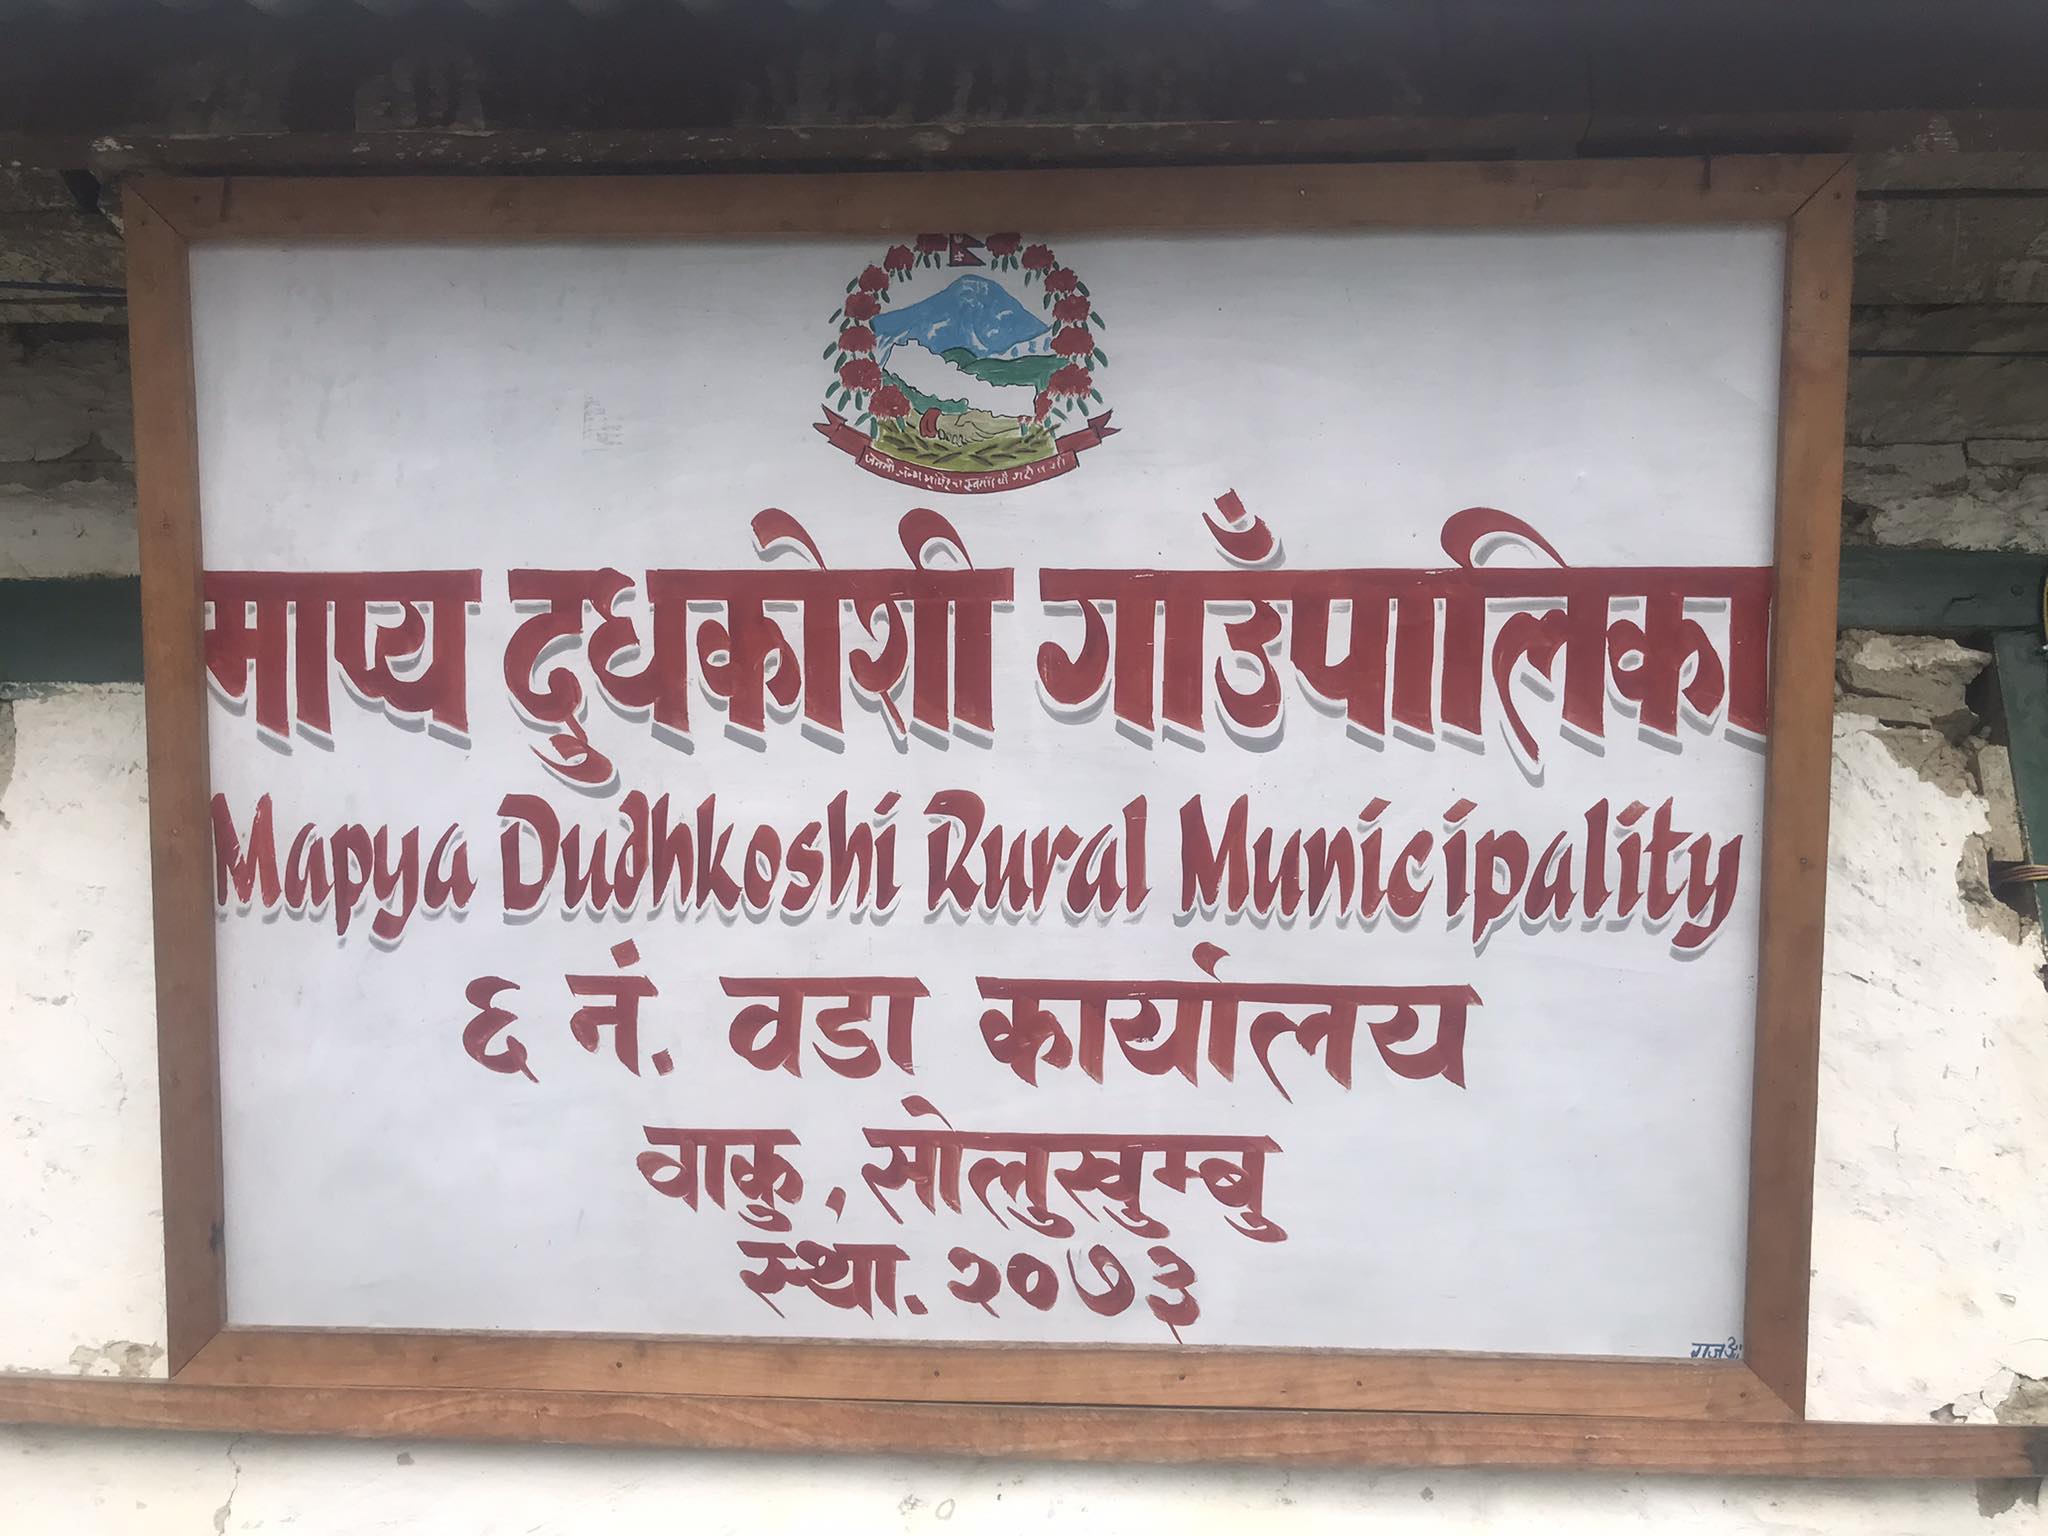 माप्य दुधकोशी गाउँपालिका
Mapya Dudhkoshi Rural Municipality
६ नं. वडा कार्यालय
वाकु, सोलुखुम्बु
स्था. २०७३